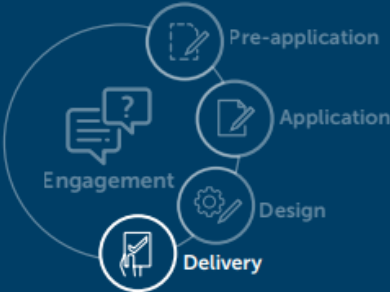 Pre-application
Application
?
Engagement
Design
Delivery